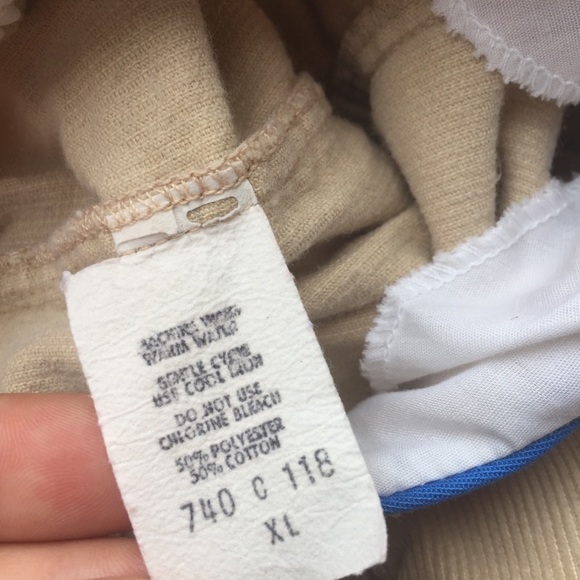 MACHINE WASH
WARM WATER
GENTLE CYCLE
USE COOL IRON
DO NOT USE
CHLORINE BLEACH
50% POLYESTER
50% COTTON
740 C 118
XL